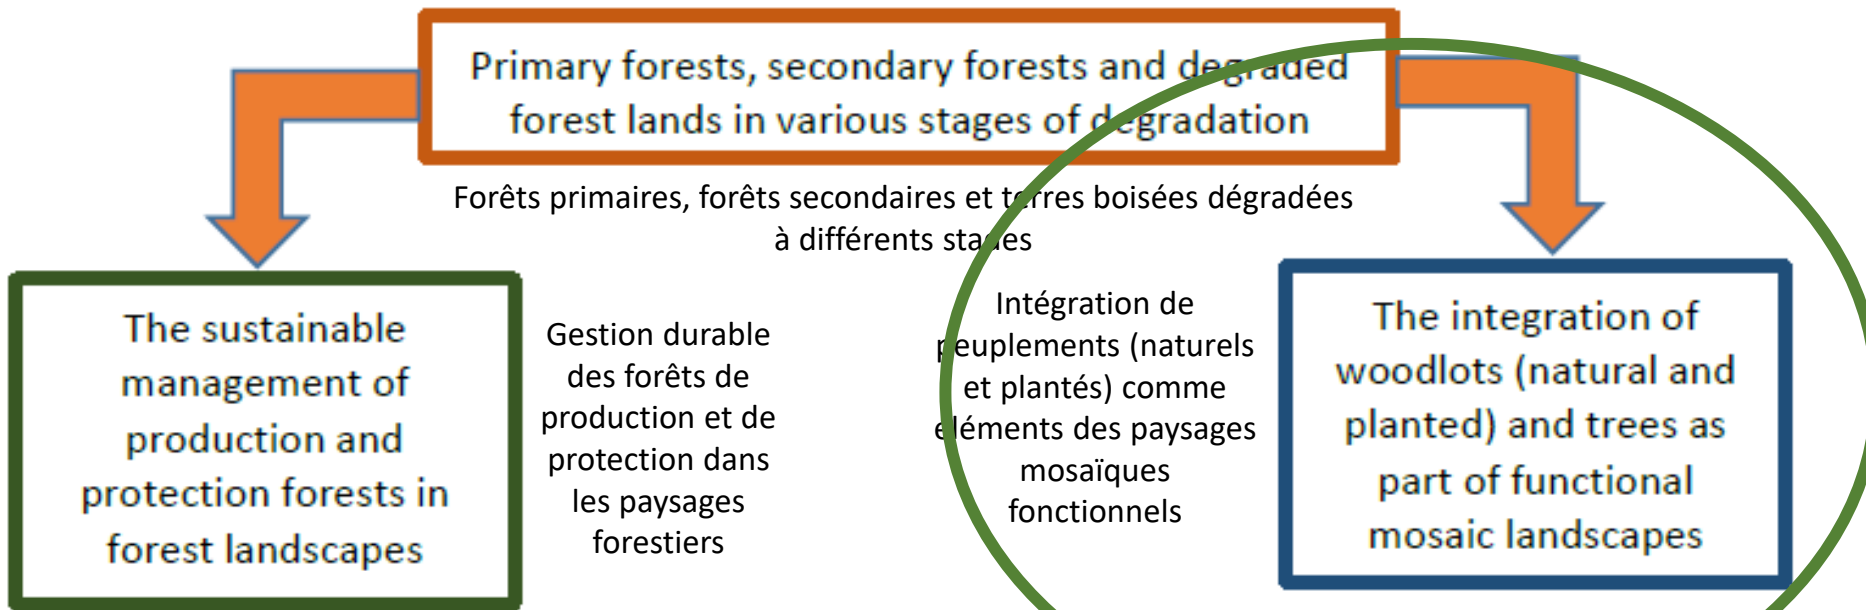 Primary forests, secondary forests and degraded
forest lands in various stages of degradation
Forêts primaires, forêts secondaires et terres boisées dégradées
à différents stades
The sustainable
management of
production and
protection forests in
forest landscapes
Gestion durable
des forêts de
production et de
protection dans
les paysages
forestiers
Intégration de
peuplements (naturels
et plantés) comme
eléments des paysages
mosaïques
fonctionnels
The integration of
woodlots (natural and
planted) and trees as
part of functional
mosaic landscapes